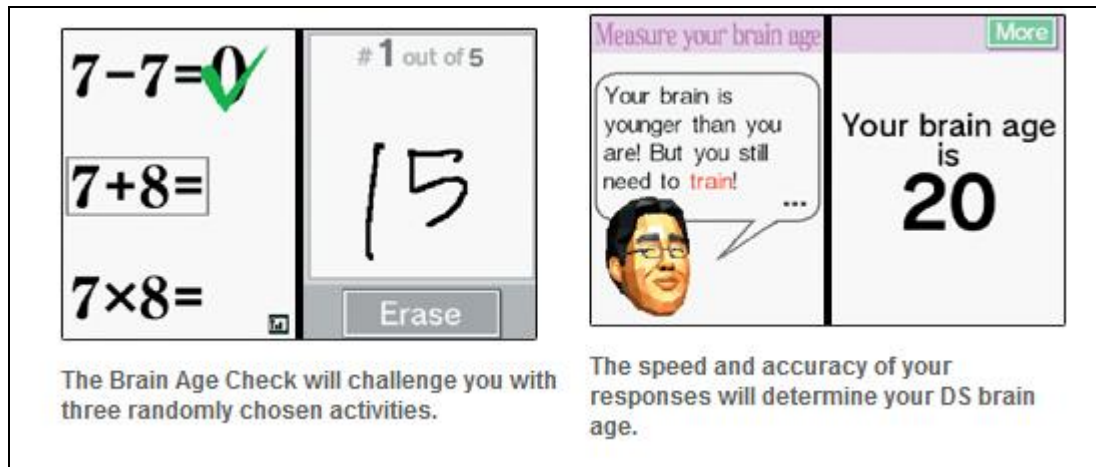 7-7=0
7+8=
7×8=
# 1 out of 5
15
Erase
The Brain Age Check will challenge you with
three randomly chosen activities.
Measure your brain age
More
Your brain is
younger than you
are! But you still
need to train!
...
Your brain age
is
20
The speed and accuracy of your
responses will determine your DS brain
age.